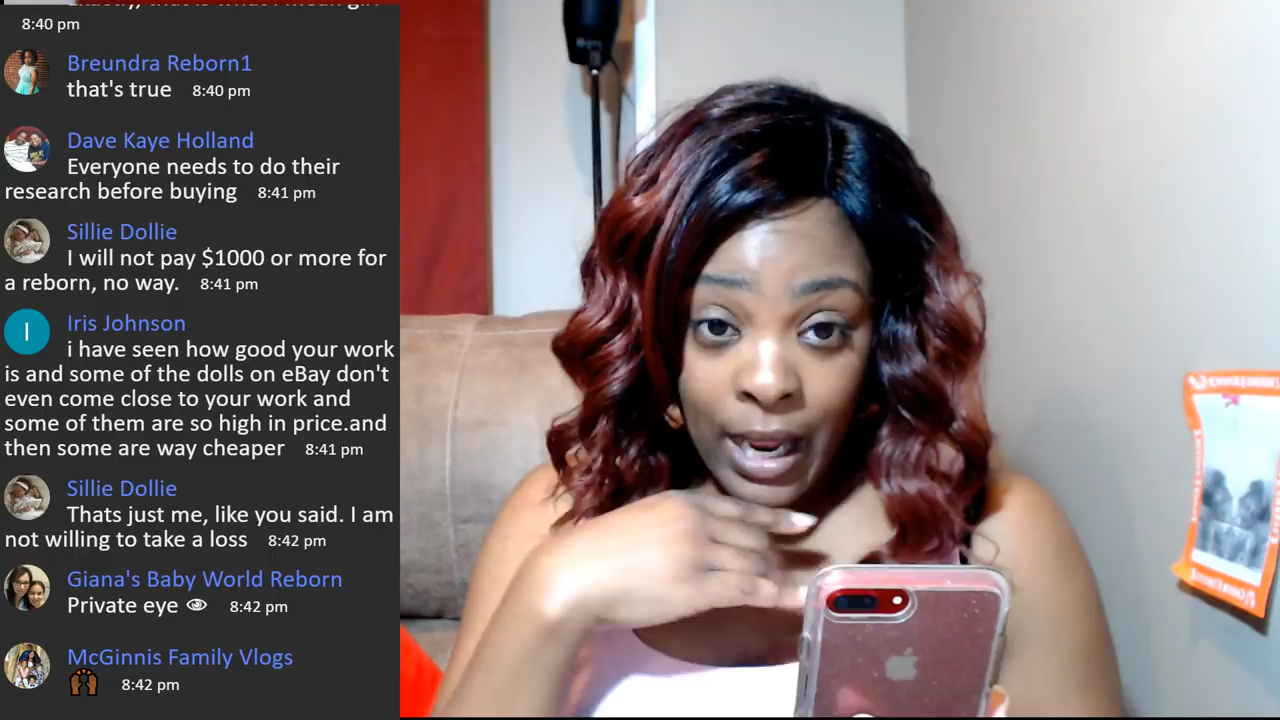 8:40 pm
Breundra Reborn1
that's true 8:40 pm
Dave Kaye Holland
Everyone needs to do their
research before buying 8:41 pm
Sillie Dollie
I will not pay $1000 or more for
a reborn, no way. 8:41 pm
I
Iris Johnson
i have seen how good your work
is and some of the dolls on eBay don't
even come close to your work and
some of them are so high in price.and
then some are way cheaper 8:41 pm
Sillie Dollie
Thats just me, like you said. I am
not willing to take a loss 8:42 pm
Giana's Baby World Reborn
Private eye 👁 8:42 pm
McGinnis Family Vlogs
8:42 pm